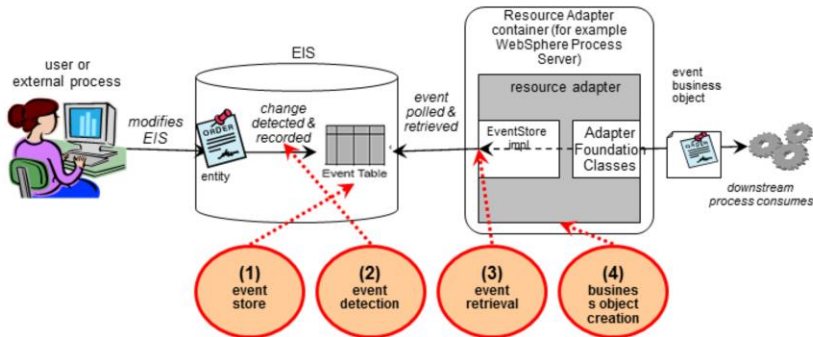 user or
external process
modifies
EIS
EIS
ORDER
entity
change
detected &
recorded
Event Table
event
polled &
retrieved
Resource Adapter
container (for example
WebSphere Process
Server)
resource adapter
EventStore
impl
Adapter
Foundation
Classes
event
business
object
ORDER
downstream
process consumes
(1)
event
store
(2)
event
detection
(3)
event
retrieval
(4)
busines
s object
creation